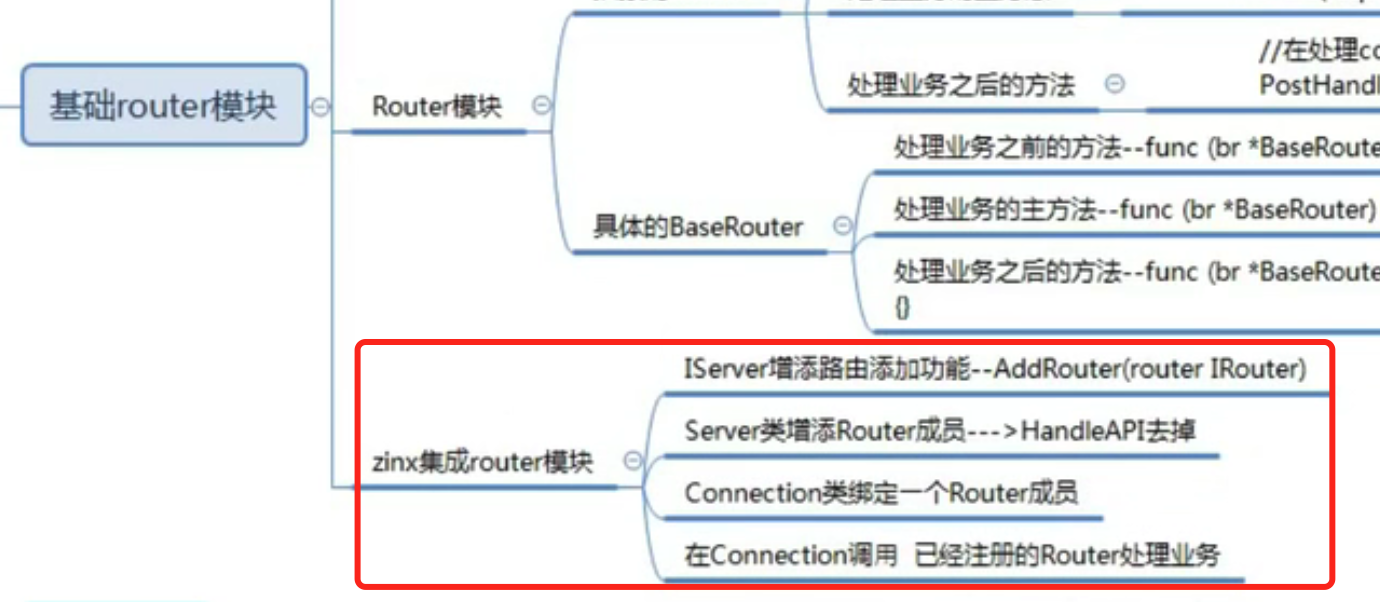 基础router模块
Router模块
处理业务之后的方法
//在处理
PostHandl
具体的BaseRouter
处理业务之前的方法--func (br *BaseRoute
处理业务的主方法--func (br *BaseRouter)
处理业务之后的方法--func (br *BaseRoute
{}
zinx集成router模块
IServer增添路由添加功能--AddRouter(router IRouter)
Server类增添Router成员--->HandleAPI去掉
Connection类绑定一个Router成员
在Connection调用 已经注册的Router处理业务